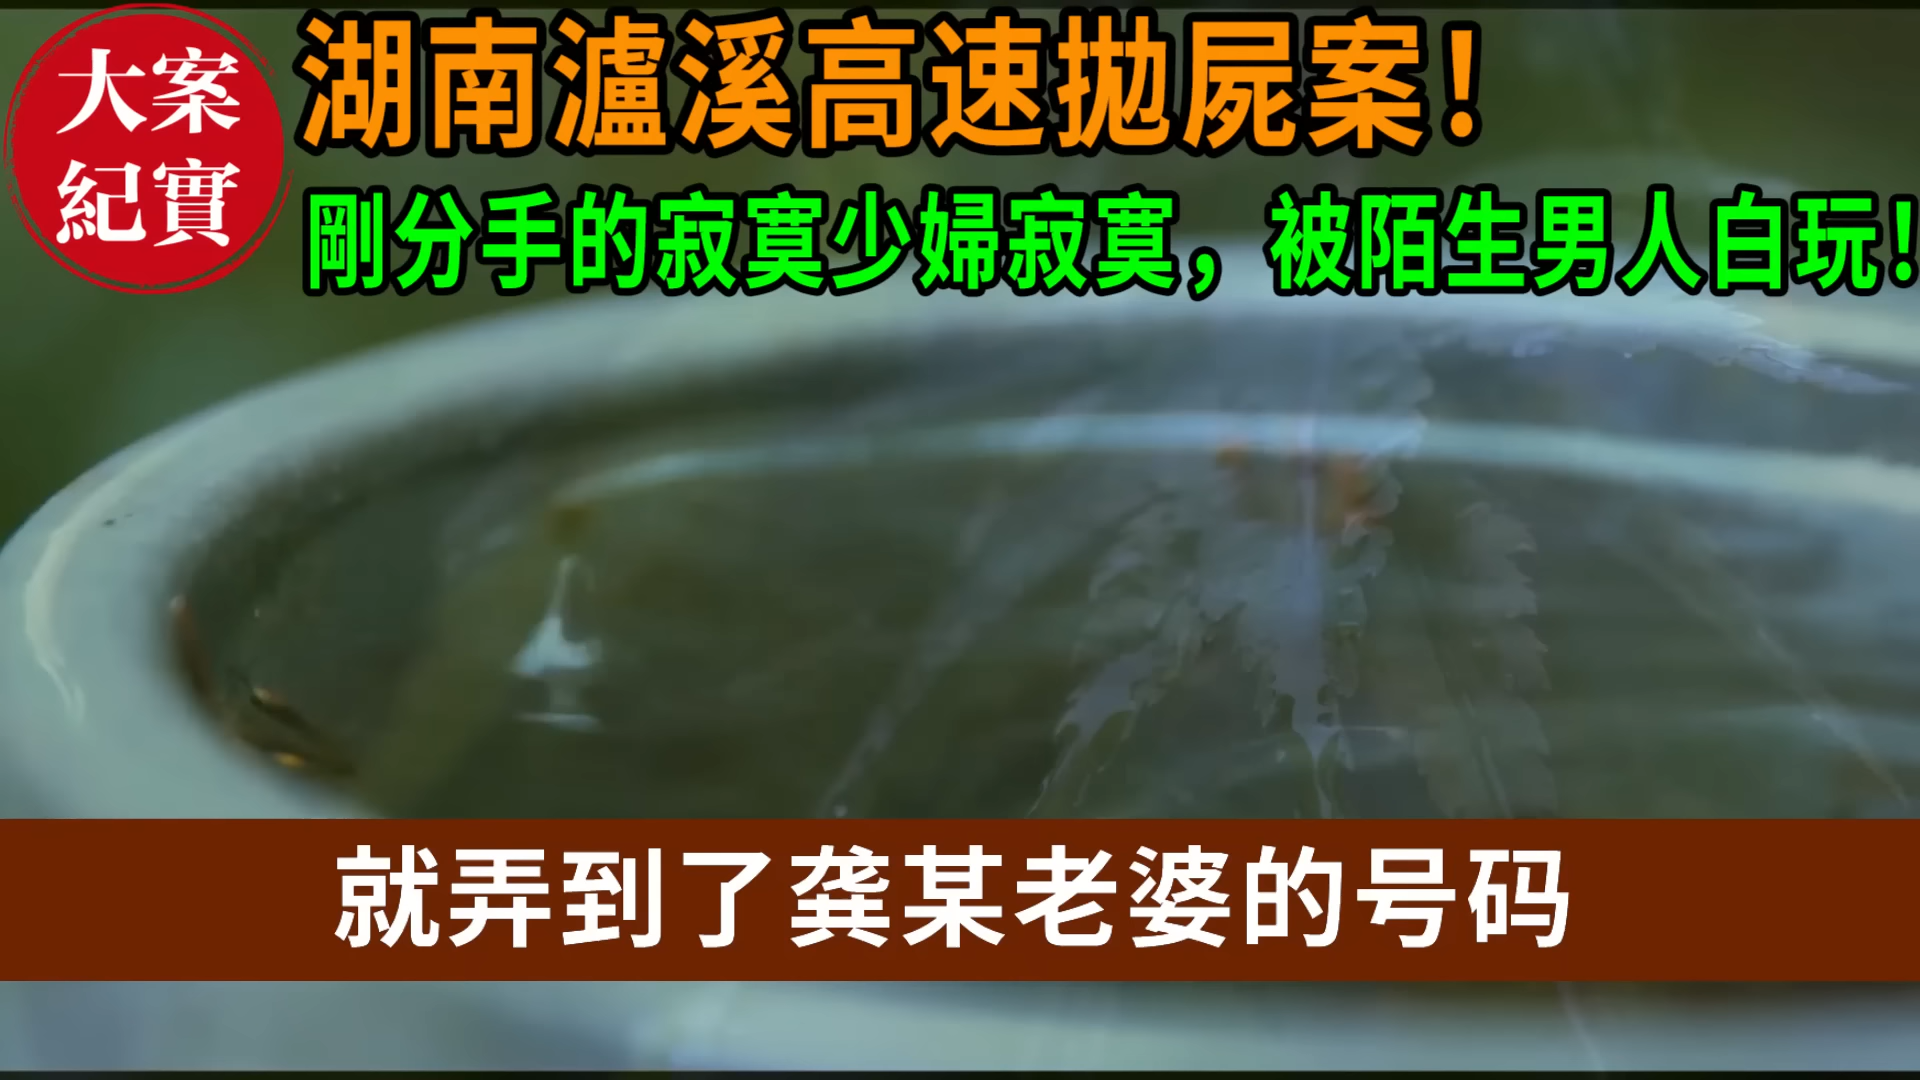 大案
紀實
湖南瀘溪高速拋屍案！
剛分手的寂寞少婦寂寞，被陌生男人白玩！
就弄到了龚某老婆的号码